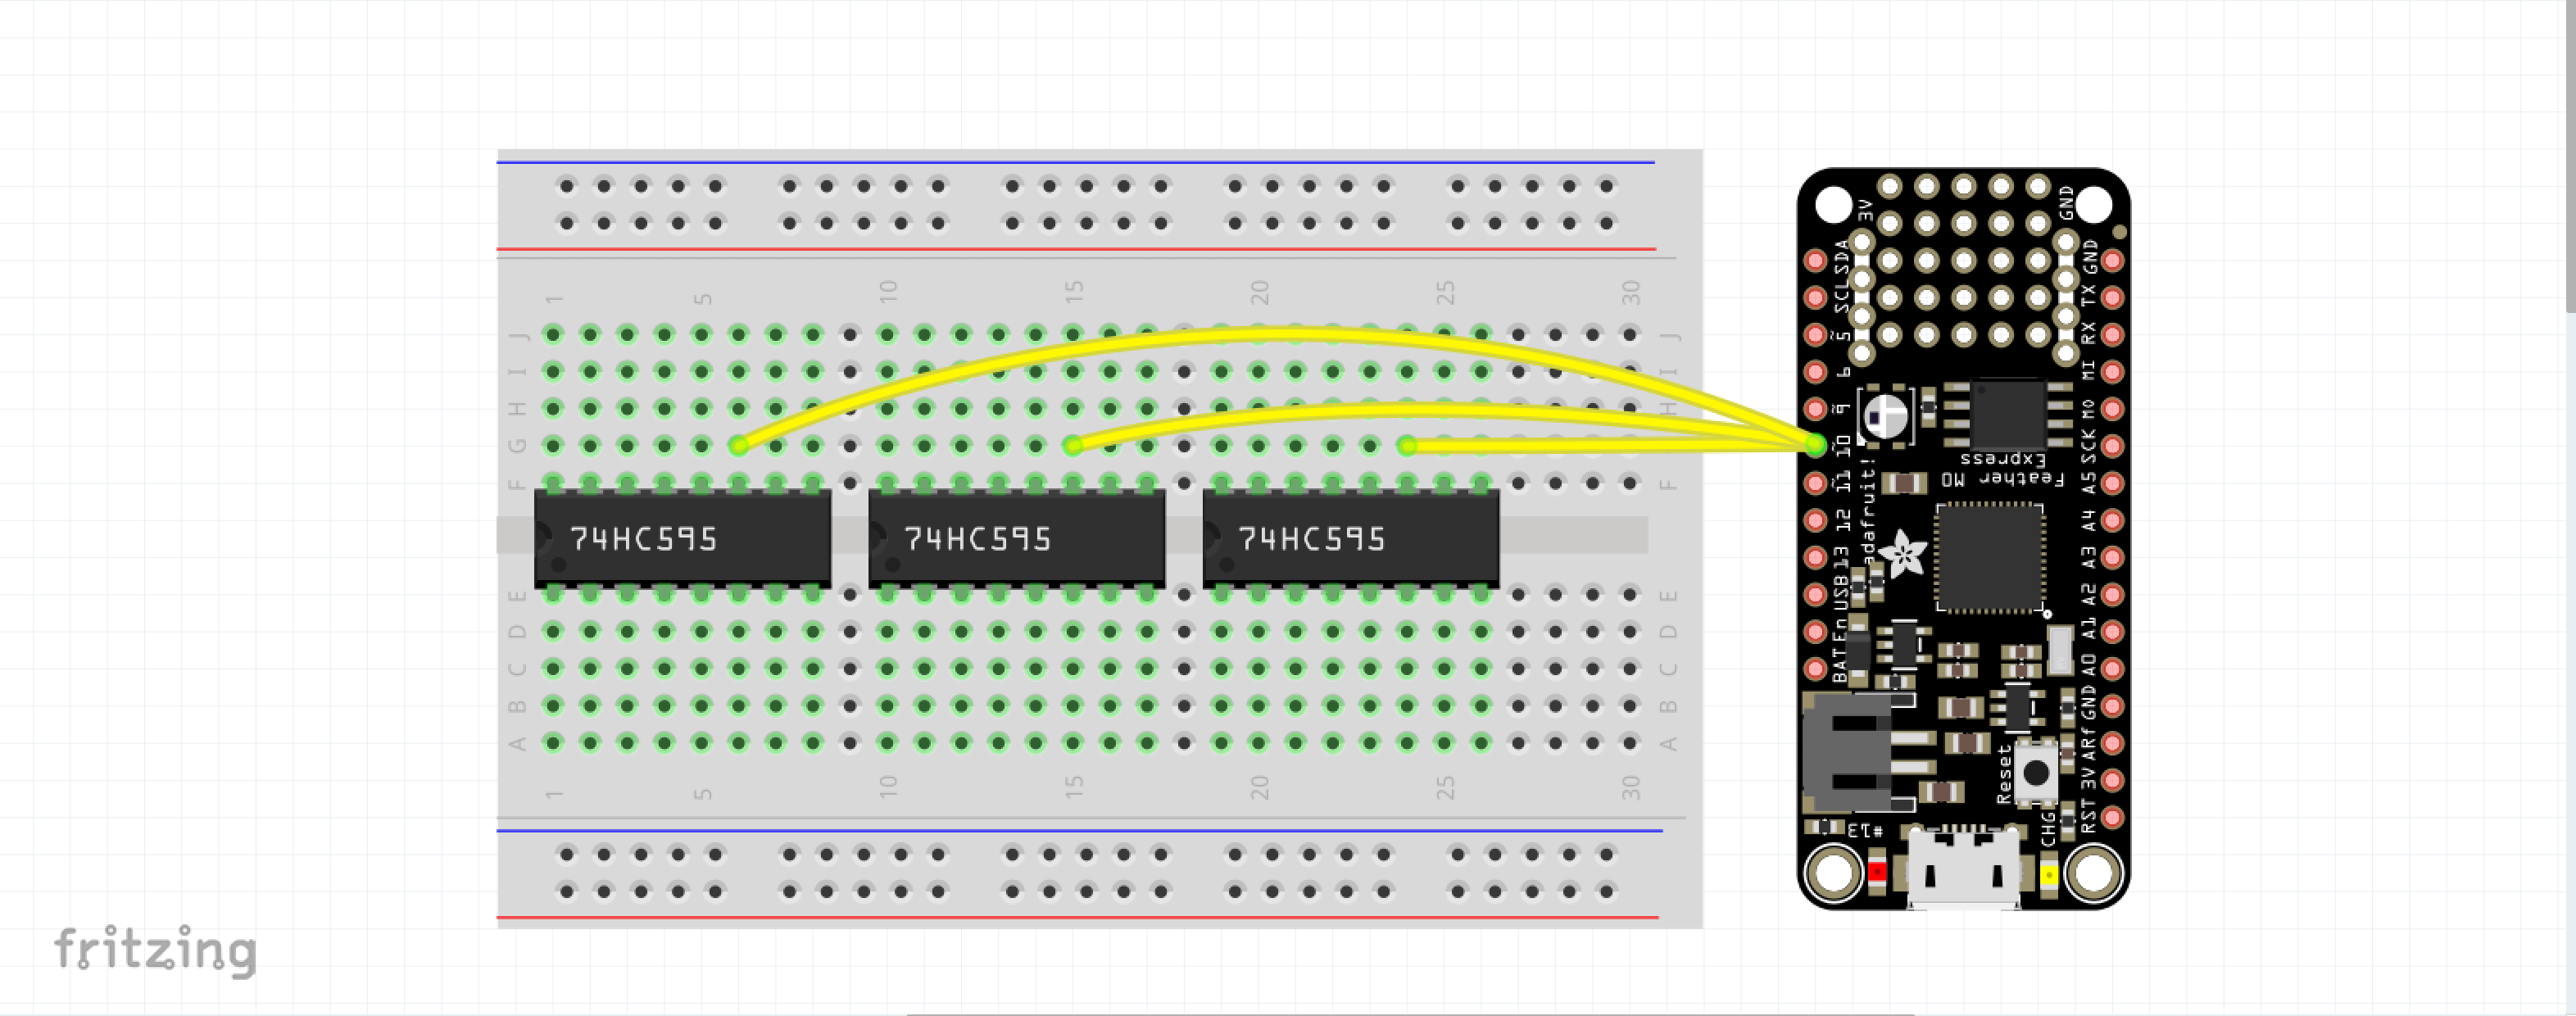 1 5 10 15 20 25 30
J J
I I
H H
G
F F
74HC595 74HC595 74HC595
E E
D D
C C
B B
A A
1 5 10 15 20 25 30
fritzing
3V GND
SDA GND
SCL TX
~5 RX
6 MI
~9 M0
~10 SCK
~11 A5
12 A4
~13 A3
USB A2
En A1
BAT A0
GND
ARf
3V
RST
adafruit!
Feather M0
Express
Reset
CHG
#13